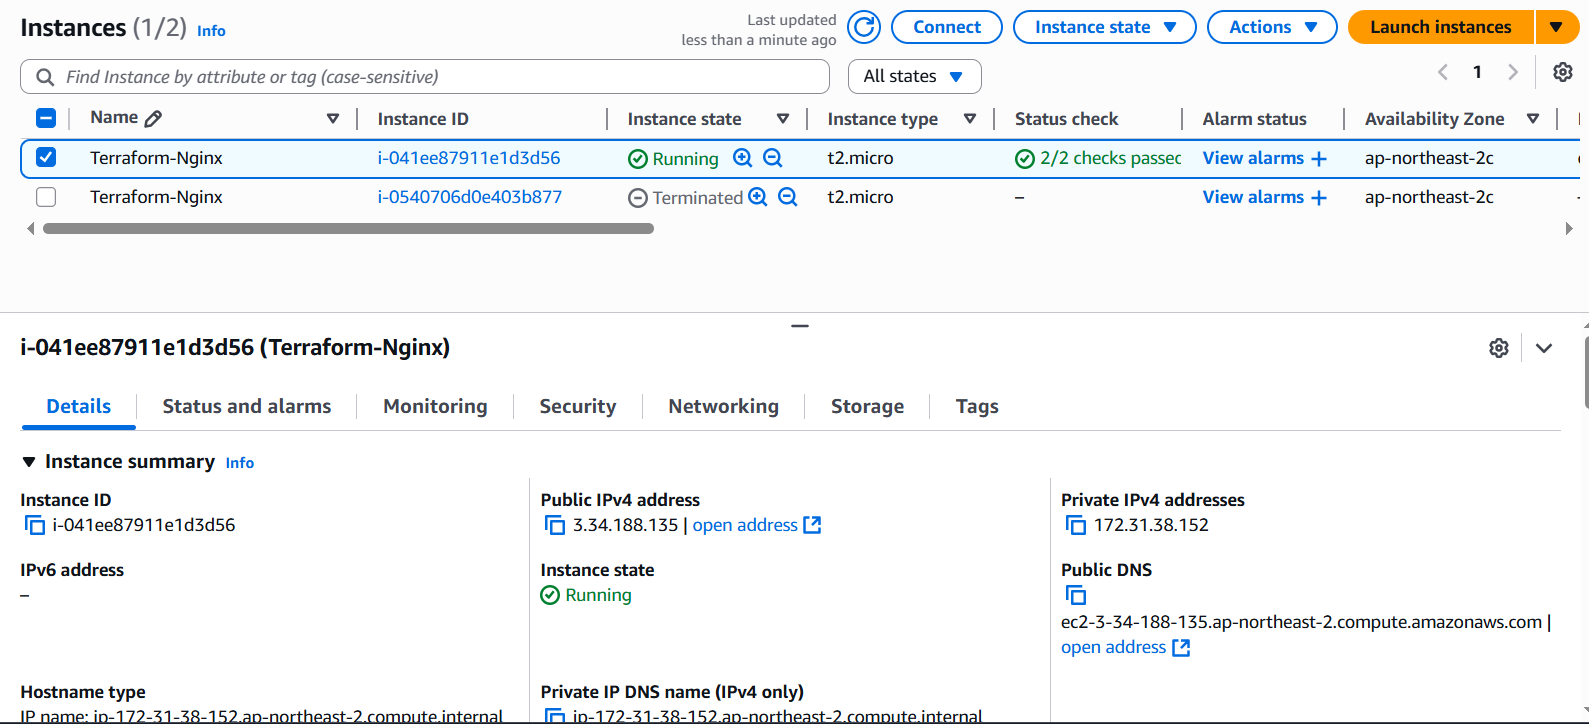 Instances (1/2) Info
Last updated
less than a minute ago
Connect
Instance state
Actions
Launch instances
Find Instance by attribute or tag (case-sensitive)
All states
1
Name Instance ID Instance state Instance type Status check Alarm status Availability Zone
Terraform-Nginx i-041ee87911e1d3d56 Running t2.micro 2/2 checks passed View alarms + ap-northeast-2c
Terraform-Nginx i-0540706d0e403b877 Terminated t2.micro – View alarms + ap-northeast-2c
i-041ee87911e1d3d56 (Terraform-Nginx)
Details Status and alarms Monitoring Security Networking Storage Tags
Instance summary Info
Instance ID
i-041ee87911e1d3d56
Public IPv4 address
3.34.188.135 | open address
Private IPv4 addresses
172.31.38.152
IPv6 address
–
Instance state
Running
Public DNS
ec2-3-34-188-135.ap-northeast-2.compute.amazonaws.com |
open address
Hostname type
IP name: ip-172-31-38-152.ap-northeast-2.compute.internal
Private IP DNS name (IPv4 only)
ip-172-31-38-152.ap-northeast-2.compute.internal